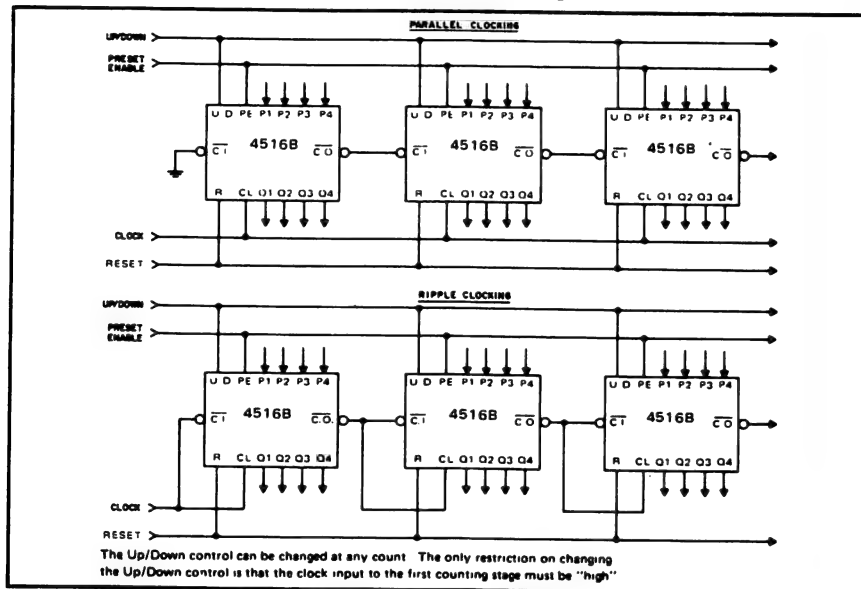 PARALLEL CLOCKING
UP/DOWN
PRESET
ENABLE
U D PE P1 P2 P3 P4
U D PE P1 P2 P3 P4
U D PE P1 P2 P3 P4
CI 4516B CO
CI 4516B CO
CI 4516B CO
R CL Q1 Q2 Q3 Q4
R CL Q1 Q2 Q3 Q4
R CL Q1 Q2 Q3 Q4
CLOCK
RESET
RIPPLE CLOCKING
UP/DOWN
PRESET
ENABLE
U D PE P1 P2 P3 P4
U D PE P1 P2 P3 P4
U D PE P1 P2 P3 P4
CI 4516B C.O.
CI 4516B CO
CI 4516B CO
R CL Q1 Q2 Q3 Q4
R CL Q1 Q2 Q3 Q4
R CL Q1 Q2 Q3 Q4
CLOCK
RESET
The Up/Down control can be changed at any count The only restriction on changing
the Up/Down control is that the clock input to the first counting stage must be "high"